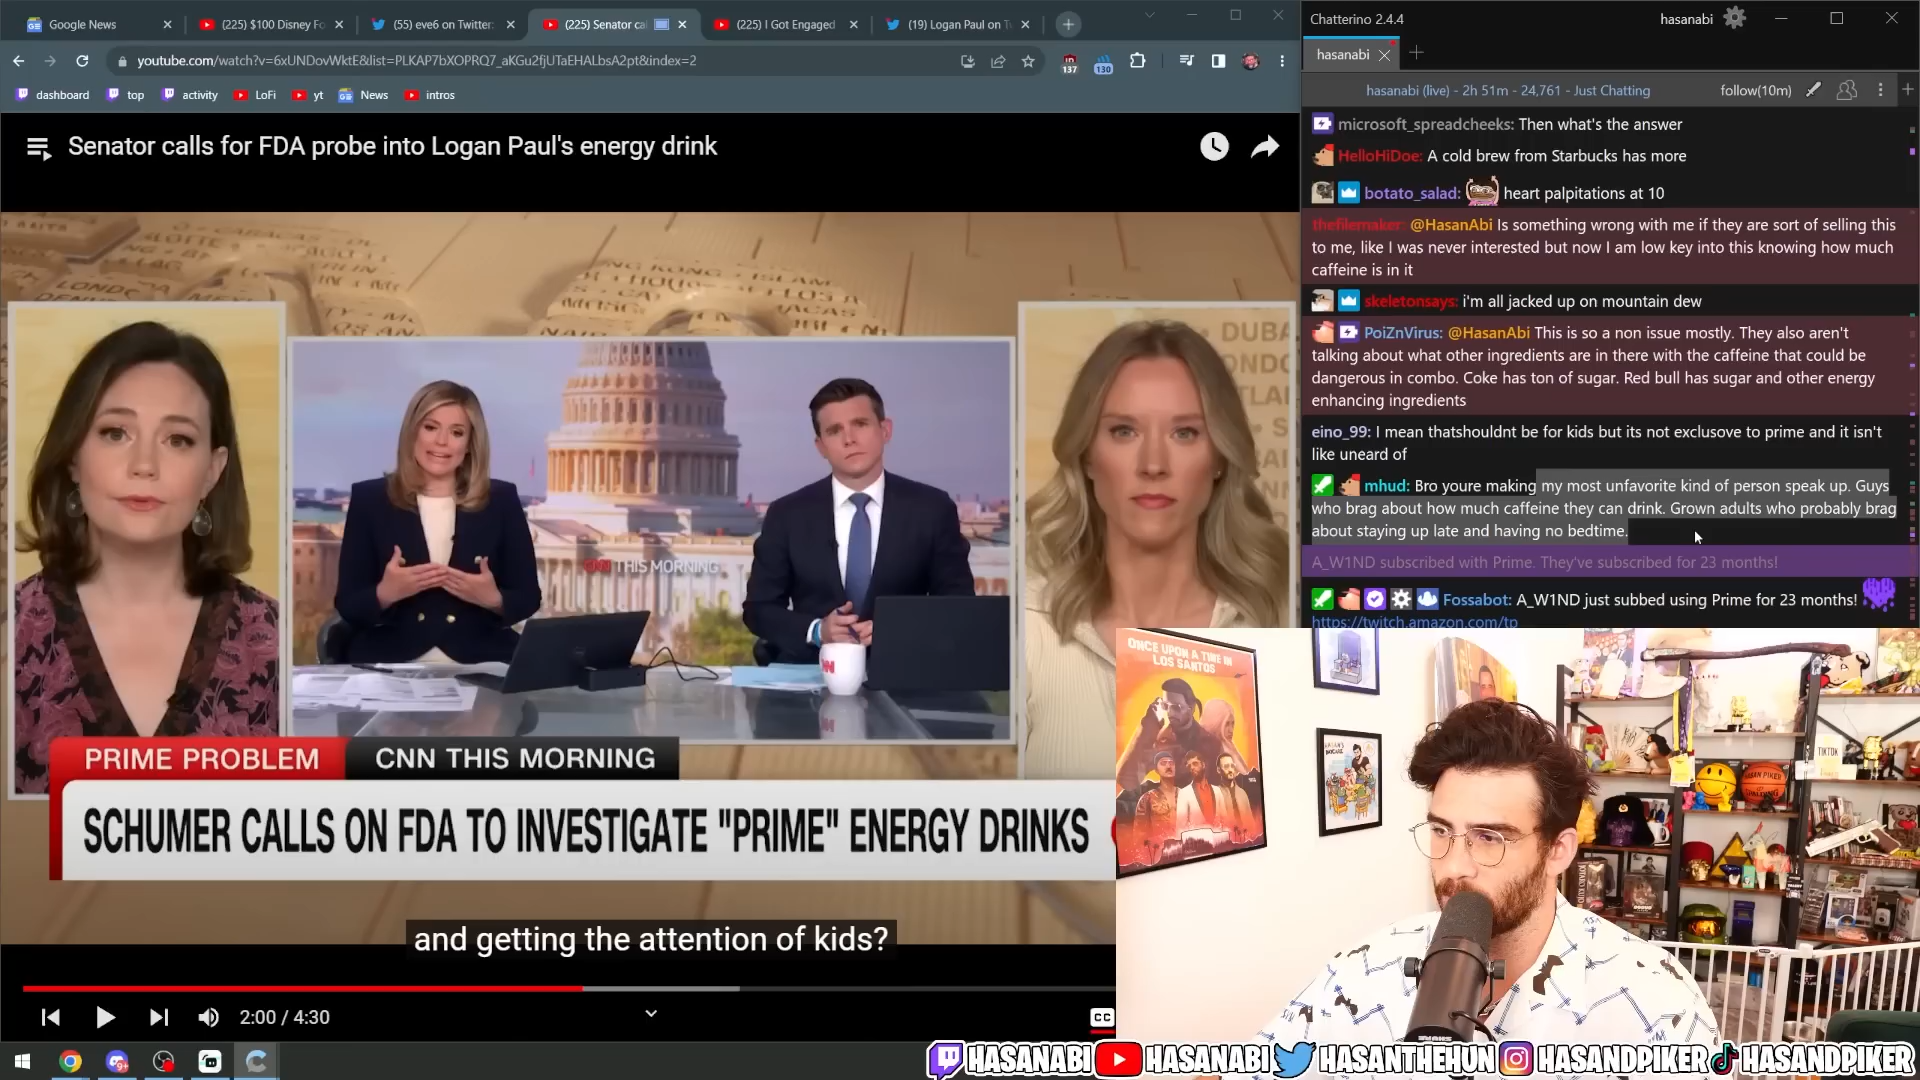 Google News
(225) $100 Disney Fo
(55) eve6 on Twitter:
(225) Senator ca
(225) I Got Engaged
(19) Logan Paul on Tw
youtube.com/watch?v=6xUNDovWktE&list=PLKAP7bXOPRQ7_aKGu2fjUTaEHALbsA2pt&index=2
137
130
dashboard
top
activity
LoFi
yt
News
intros
Senator calls for FDA probe into Logan Paul's energy drink
CNN THIS MORNING
PRIME PROBLEM
CNN THIS MORNING
SCHUMER CALLS ON FDA TO INVESTIGATE "PRIME" ENERGY DRINKS
and getting the attention of kids?
2:00 / 4:30
CC
Chatterino 2.4.4
hasanabi
hasanabi
hasanabi (live) - 2h 51m - 24,761 - Just Chatting
follow(10m)
microsoft_spreadcheeks: Then what's the answer
HelloHiDoe: A cold brew from Starbucks has more
botato_salad: heart palpitations at 10
thefilemaker: @HasanAbi Is something wrong with me if they are sort of selling this
to me, like I was never interested but now I am low key into this knowing how much
caffeine is in it
skeletonsays: i'm all jacked up on mountain dew
PoiZnVirus: @HasanAbi This is so a non issue mostly. They also aren't
talking about what other ingredients are in there with the caffeine that could be
dangerous in combo. Coke has ton of sugar. Red bull has sugar and other energy
enhancing ingredients
eino_99: I mean thatshouldnt be for kids but its not exclusove to prime and it isn't
like uneard of
mhud: Bro youre making my most unfavorite kind of person speak up. Guys
who brag about how much caffeine they can drink. Grown adults who probably brag
about staying up late and having no bedtime.
A_W1ND subscribed with Prime. They've subscribed for 23 months!
Fossabot: A_W1ND just subbed using Prime for 23 months!
https://twitch.amazon.com/tp
ONCE UPON A TIME IN
LOS SANTOS
TIKTOK
HASAN PIKER
SPALDING
HASANABI
HASANABI
HASANTHEHUN
HASANDPIKER
HASANDPIKER